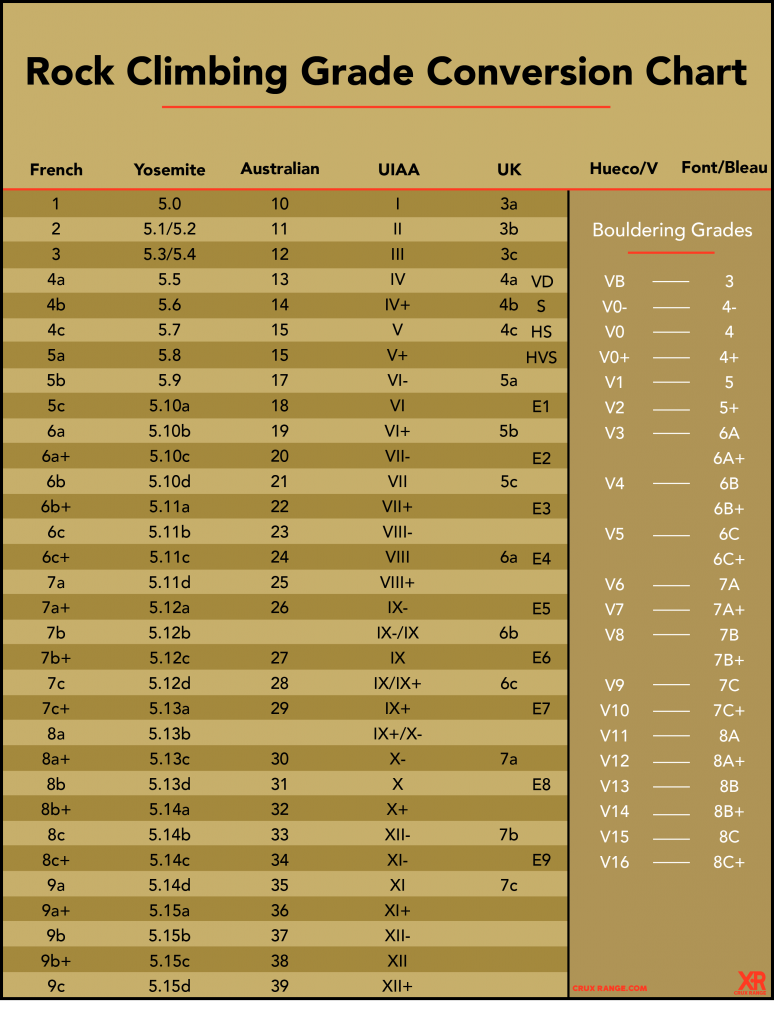 Rock Climbing Grade Conversion Chart
French Yosemite Australian UIAA UK Hueco/V Font/Bleau
1 5.0 10 I 3a
2 5.1/5.2 11 II 3b
3 5.3/5.4 12 III 3c
4a 5.5 13 IV 4a VD
4b 5.6 14 IV+ 4b S
4c 5.7 15 V 4c HS
5a 5.8 15 V+ HVS
5b 5.9 17 VI- 5a
5c 5.10a 18 VI E1
6a 5.10b 19 VI+ 5b
6a+ 5.10c 20 VII- E2
6b 5.10d 21 VII 5c
6b+ 5.11a 22 VII+ E3
6c 5.11b 23 VIII-
6c+ 5.11c 24 VIII 6a E4
7a 5.11d 25 VIII+
7a+ 5.12a 26 IX- E5
7b 5.12b IX-/IX 6b
7b+ 5.12c 27 IX E6
7c 5.12d 28 IX/IX+ 6c
7c+ 5.13a 29 IX+ E7
8a 5.13b IX+/X-
8a+ 5.13c 30 X- 7a
8b 5.13d 31 X E8
8b+ 5.14a 32 X+
8c 5.14b 33 XII- 7b
8c+ 5.14c 34 XI- E9
9a 5.14d 35 XI 7c
9a+ 5.15a 36 XI+
9b 5.15b 37 XII-
9b+ 5.15c 38 XII
9c 5.15d 39 XII+
Bouldering Grades
VB 3
V0- 4-
V0 4
V0+ 4+
V1 5
V2 5+
V3 6A
6A+
V4 6B
6B+
V5 6C
6C+
V6 7A
V7 7A+
V8 7B
7B+
V9 7C
V10 7C+
V11 8A
V12 8A+
V13 8B
V14 8B+
V15 8C
V16 8C+
CRUX RANGE.COM
XR
CRUX RANGE